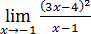 lim x→−1 (3x−4)² / x−1